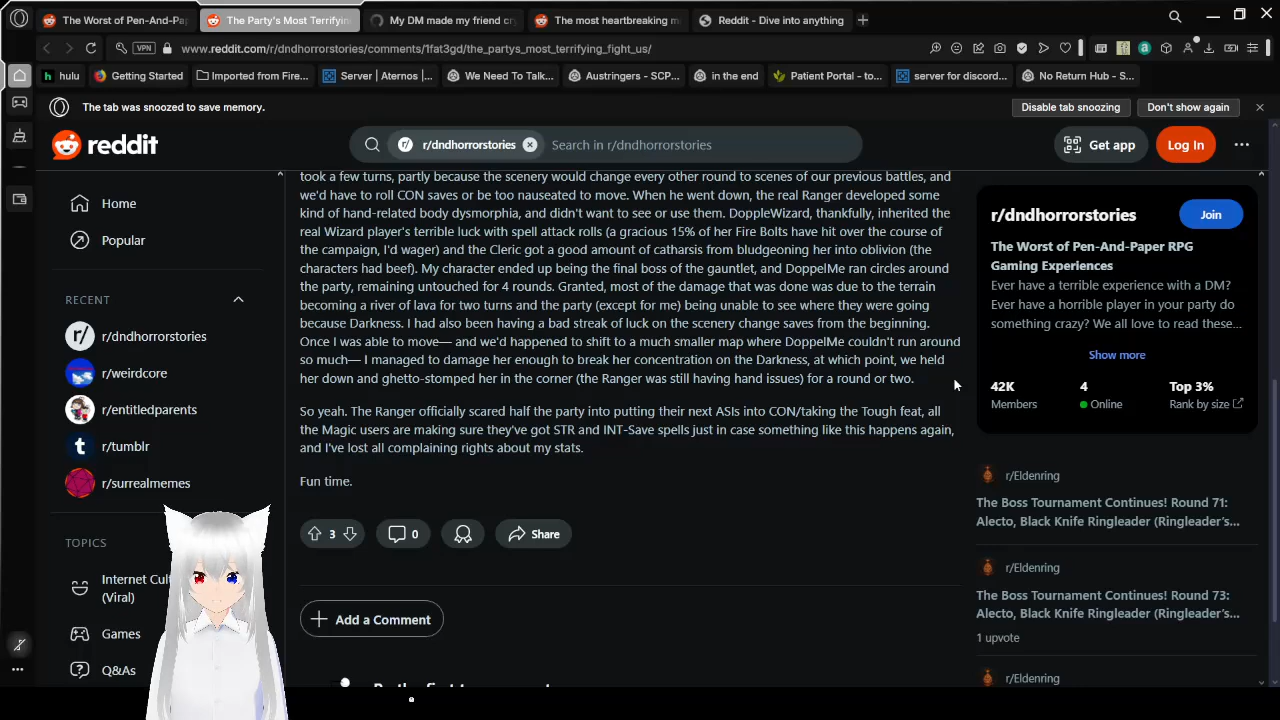 The Worst of Pen-And-Pa
The Party's Most Terrifyin
My DM made my friend cr
The most heartbreaking m
Reddit - Dive into anything
VPN
www.reddit.com/r/dndhorrorstories/comments/1fat3gd/the_partys_most_terrifying_fight_us/
hulu
Getting Started
Imported from Fire...
Server | Aternos |...
We Need To Talk...
Austringers - SCP...
in the end
Patient Portal - to...
server for discord...
No Return Hub - S...
The tab was snoozed to save memory.
Disable tab snoozing
Don't show again
reddit
r/dndhorrorstories
Search in r/dndhorrorstories
Get app
Log In
Home
Popular
RECENT
r/dndhorrorstories
r/weirdcore
r/entitledparents
r/tumblr
r/surrealmemes
TOPICS
Internet Cul
(Viral)
Games
Q&As
took a few turns, partly because the scenery would change every other round to scenes of our previous battles, and
we'd have to roll CON saves or be too nauseated to move. When he went down, the real Ranger developed some
kind of hand-related body dysmorphia, and didn't want to see or use them. DoppleWizard, thankfully, inherited the
real Wizard player's terrible luck with spell attack rolls (a gracious 15% of her Fire Bolts have hit over the course of
the campaign, I'd wager) and the Cleric got a good amount of catharsis from bludgeoning her into oblivion (the
characters had beef). My character ended up being the final boss of the gauntlet, and DoppelMe ran circles around
the party, remaining untouched for 4 rounds. Granted, most of the damage that was done was due to the terrain
becoming a river of lava for two turns and the party (except for me) being unable to see where they were going
because Darkness. I had also been having a bad streak of luck on the scenery change saves from the beginning.
Once I was able to move— and we'd happened to shift to a much smaller map where DoppelMe couldn't run around
so much— I managed to damage her enough to break her concentration on the Darkness, at which point, we held
her down and ghetto-stomped her in the corner (the Ranger was still having hand issues) for a round or two.
So yeah. The Ranger officially scared half the party into putting their next ASIs into CON/taking the Tough feat, all
the Magic users are making sure they've got STR and INT-Save spells just in case something like this happens again,
and I've lost all complaining rights about my stats.
Fun time.
3
0
Share
Add a Comment
r/dndhorrorstories
Join
The Worst of Pen-And-Paper RPG
Gaming Experiences
Ever have a terrible experience with a DM?
Ever have a horrible player in your party do
something crazy? We all love to read these...
Show more
42K
Members
4
Online
Top 3%
Rank by size
r/Eldenring
The Boss Tournament Continues! Round 71:
Alecto, Black Knife Ringleader (Ringleader's...
r/Eldenring
The Boss Tournament Continues! Round 73:
Alecto, Black Knife Ringleader (Ringleader's...
1 upvote
r/Eldenring